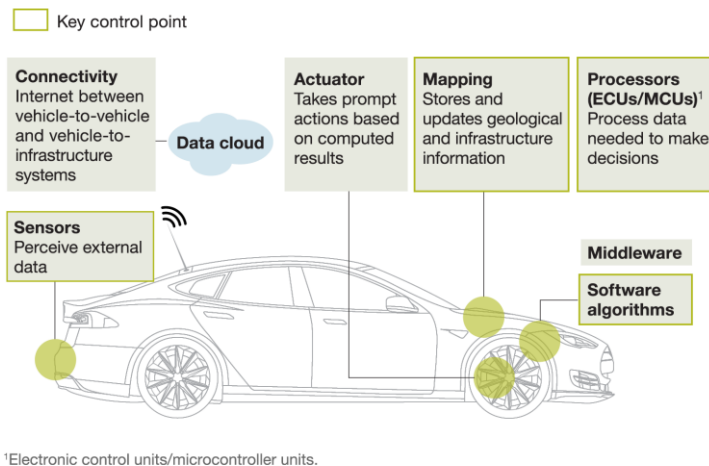 Key control point
Connectivity
Internet between
vehicle-to-vehicle
and vehicle-to-
infrastructure
systems
Data cloud
Actuator
Takes prompt
actions based
on computed
results
Mapping
Stores and
updates geological
and infrastructure
information
Processors
(ECUs/MCUs)¹
Process data
needed to make
decisions
Sensors
Perceive external
data
Middleware
Software
algorithms
¹Electronic control units/microcontroller units.